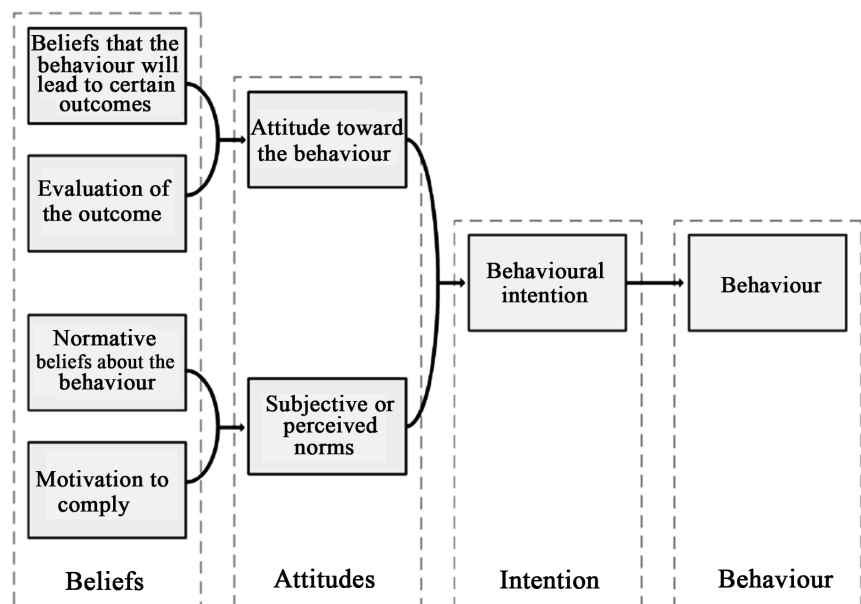 Beliefs that the
behaviour will
lead to certain
outcomes
Evaluation of
the outcome
Normative
beliefs about the
behaviour
Motivation to
comply
Beliefs
Attitude toward
the behaviour
Subjective or
perceived
norms
Attitudes
Behavioural
intention
Intention
Behaviour
Behaviour